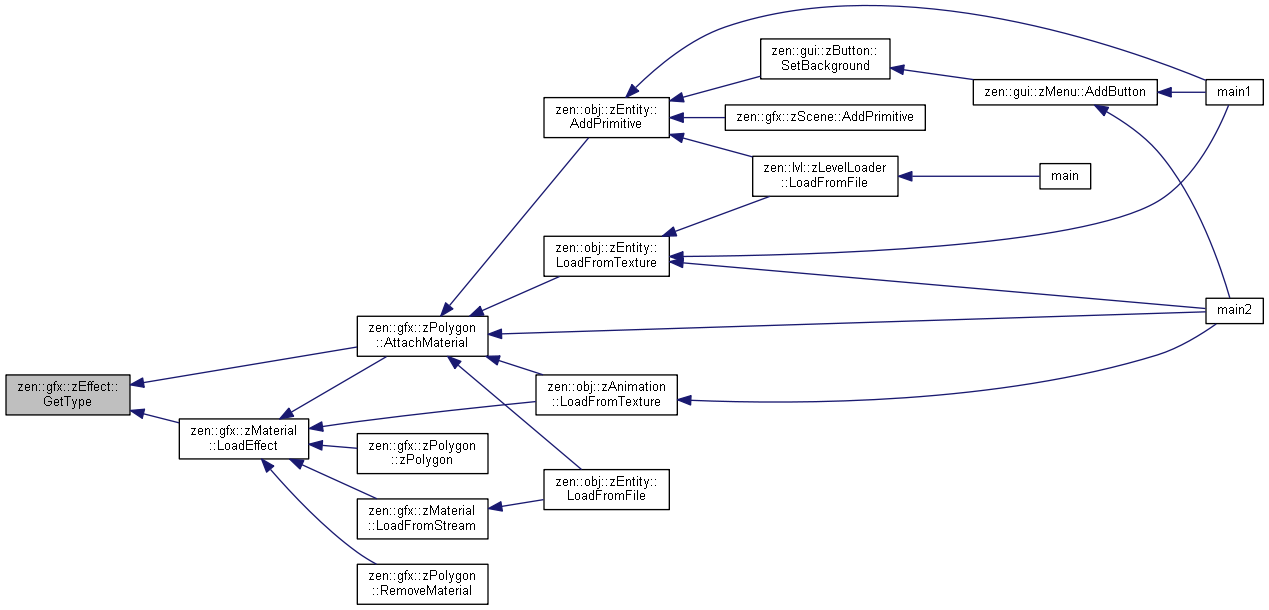 zen::gfx::zEffect::
GetType
zen::gfx::zPolygon
::AttachMaterial
zen::gfx::zMaterial
::LoadEffect
zen::obj::zEntity::
AddPrimitive
zen::gui::zButton::
SetBackground
zen::gfx::zScene::AddPrimitive
zen::lvl::zLevelLoader
::LoadFromFile
zen::gui::zMenu::AddButton
main1
main
zen::obj::zEntity::
LoadFromTexture
main2
zen::obj::zAnimation
::LoadFromTexture
zen::gfx::zPolygon
::zPolygon
zen::obj::zEntity::
LoadFromFile
zen::gfx::zMaterial
::LoadFromStream
zen::gfx::zPolygon
::RemoveMaterial